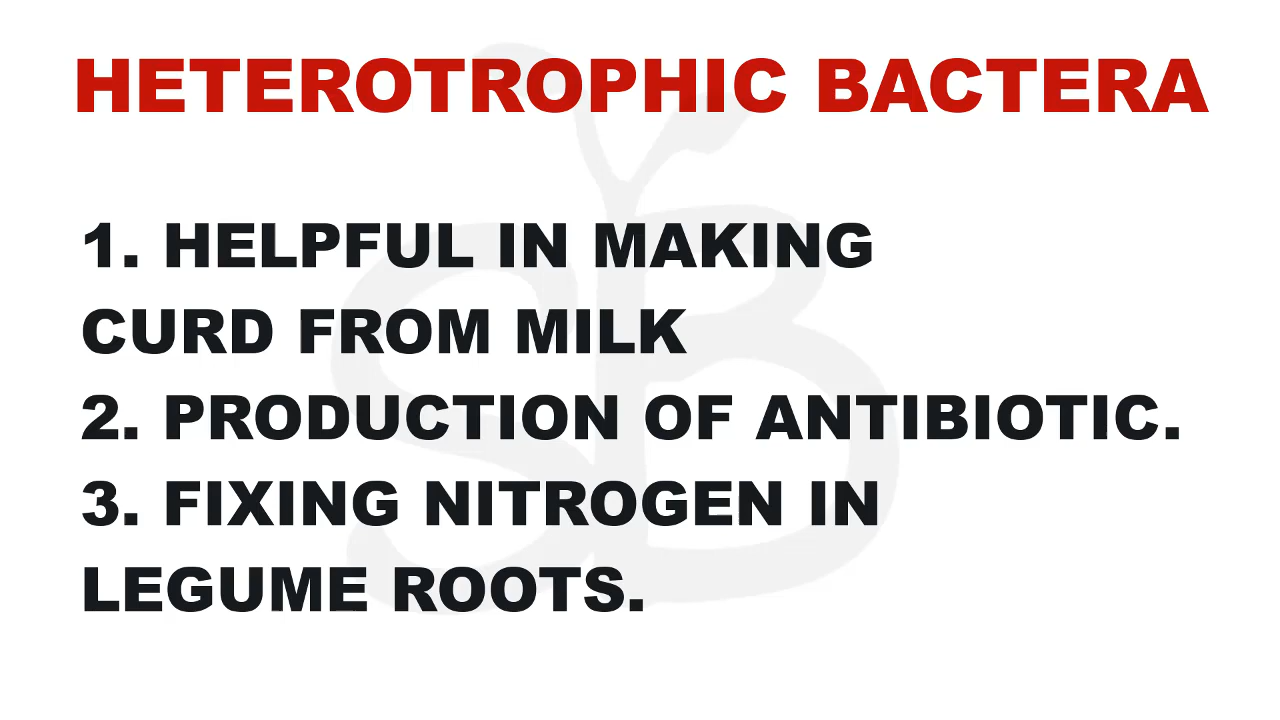 HETEROTROPHIC BACTERA
1. HELPFUL IN MAKING
CURD FROM MILK
2. PRODUCTION OF ANTIBIOTIC.
3. FIXING NITROGEN IN
LEGUME ROOTS.
SB